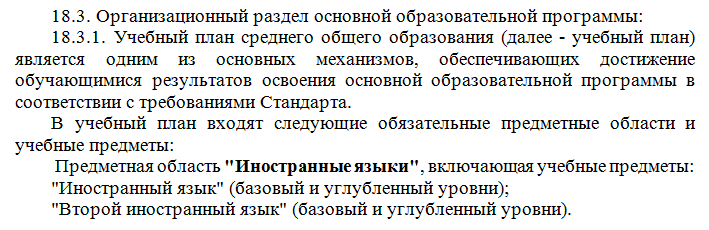 18.3. Организационный раздел основной образовательной программы:
18.3.1. Учебный план среднего общего образования (далее - учебный план)
является одним из основных механизмов, обеспечивающих достижение
обучающимися результатов освоения основной образовательной программы в
соответствии с требованиями Стандарта.
В учебный план входят следующие обязательные предметные области и
учебные предметы:
Предметная область "Иностранные языки", включающая учебные предметы:
"Иностранный язык" (базовый и углубленный уровни);
"Второй иностранный язык" (базовый и углубленный уровни).